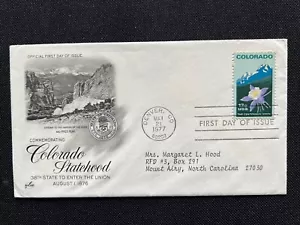 OFFICIAL FIRST DAY OF ISSUE
COMMEMORATING
Colorado
Statehood
38TH STATE TO ENTER THE UNION
AUGUST 1, 1876
DENVER, CO
MAY
21
1977
80202
COLORADO
13c
USA
FIRST DAY OF ISSUE
Mrs. Margaret L. Hood
RFD #3, Box 191
Mount Airy, North Carolina 27030